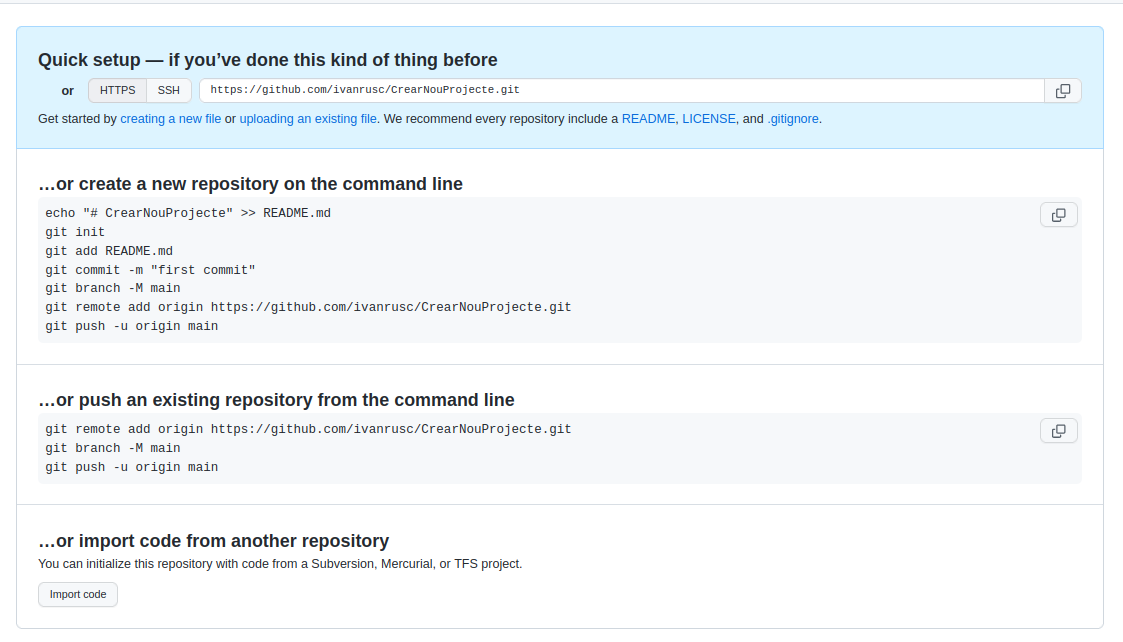 Quick setup — if you’ve done this kind of thing before
or HTTPS SSH https://github.com/ivanrusc/CrearNouProjecte.git
Get started by creating a new file or uploading an existing file. We recommend every repository include a README, LICENSE, and .gitignore.
…or create a new repository on the command line
echo "# CrearNouProjecte" >> README.md
git init
git add README.md
git commit -m "first commit"
git branch -M main
git remote add origin https://github.com/ivanrusc/CrearNouProjecte.git
git push -u origin main
…or push an existing repository from the command line
git remote add origin https://github.com/ivanrusc/CrearNouProjecte.git
git branch -M main
git push -u origin main
…or import code from another repository
You can initialize this repository with code from a Subversion, Mercurial, or TFS project.
Import code